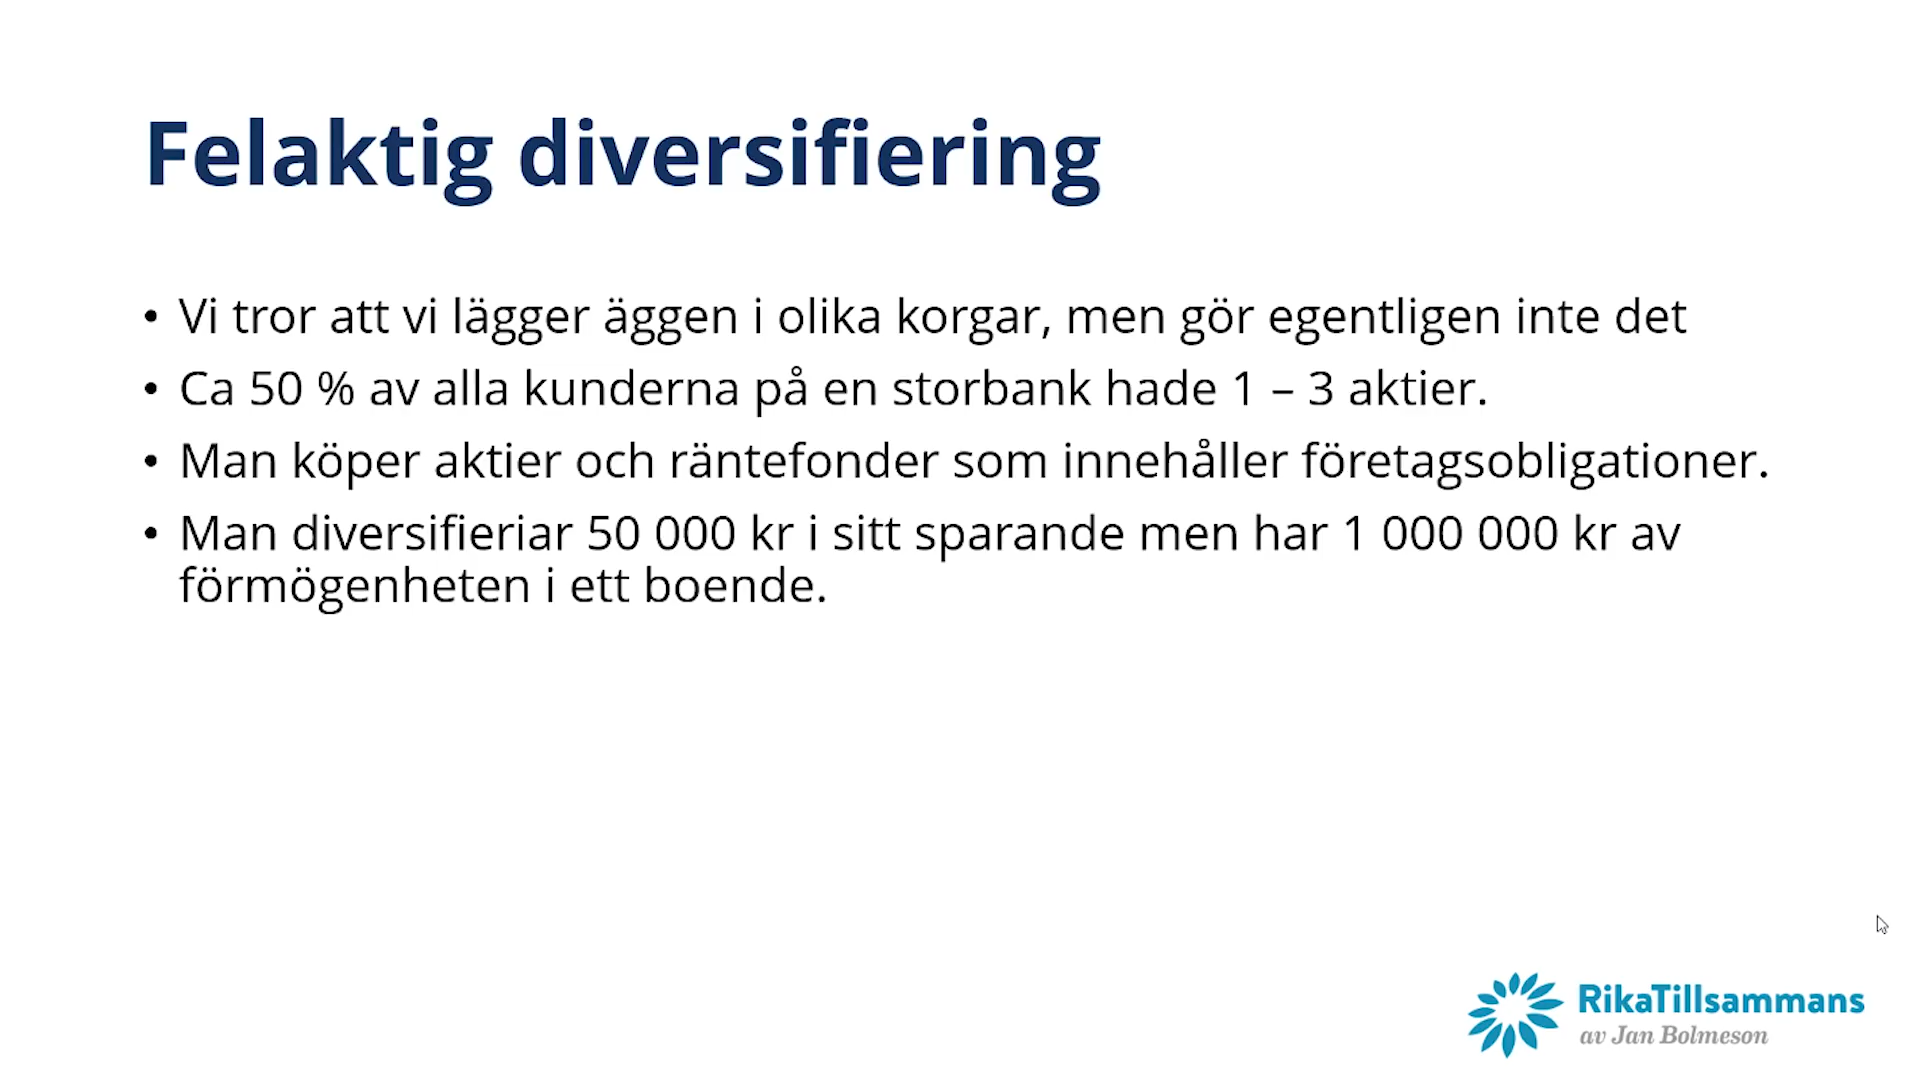 Felaktig diversifiering
• Vi tror att vi lägger äggen i olika korgar, men gör egentligen inte det
• Ca 50 % av alla kunderna på en storbank hade 1 – 3 aktier.
• Man köper aktier och räntefonder som innehåller företagsobligationer.
• Man diversifieriar 50 000 kr i sitt sparande men har 1 000 000 kr av
förmögenheten i ett boende.
RikaTillsammans
av Jan Bolmeson